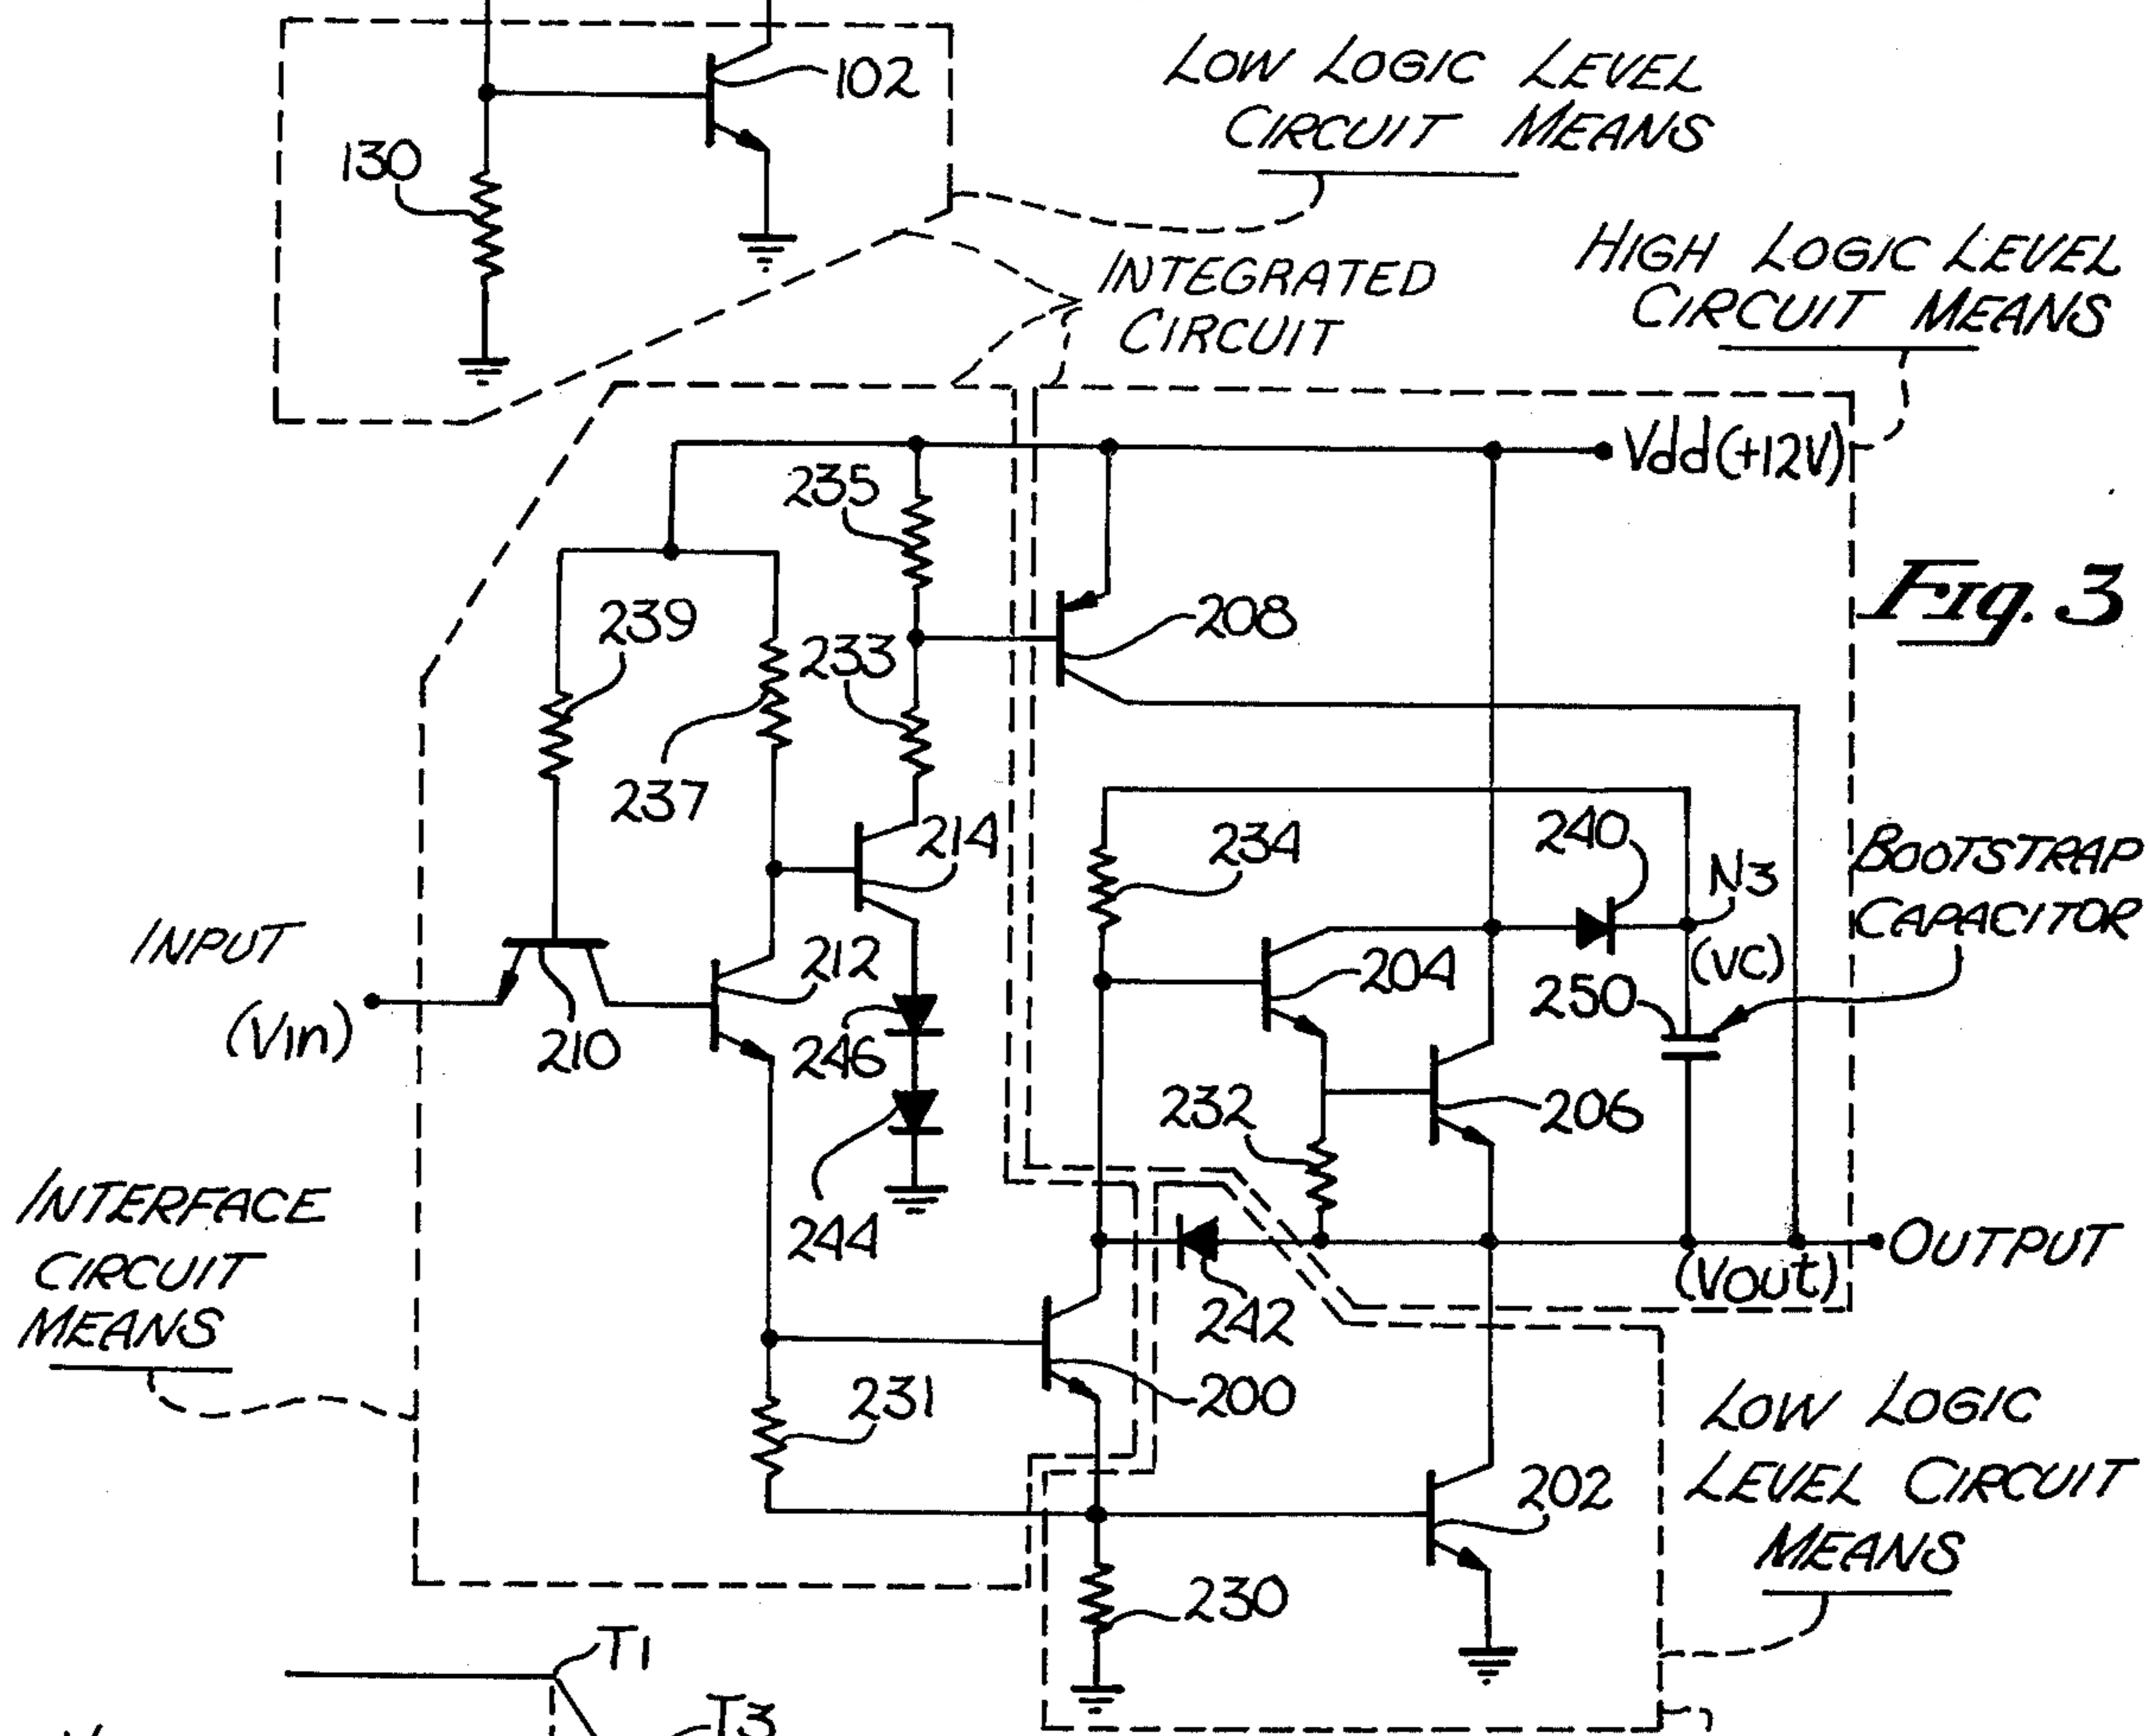 102
LOW LOGIC LEVEL
CIRCUIT MEANS
130
HIGH LOGIC LEVEL
CIRCUIT MEANS
INTEGRATED
CIRCUIT
Vdd(+12V)
235
Fig. 3
239
208
233
237
214
234
240
N3
BOOTSTRAP
CAPACITOR
INPUT
212
204
(VC)
250
(Vin)
210
246
232
206
INTERFACE
CIRCUIT
MEANS
244
OUTPUT
(Vout)
242
231
200
LOW LOGIC
LEVEL CIRCUIT
MEANS
202
230
T1
T3